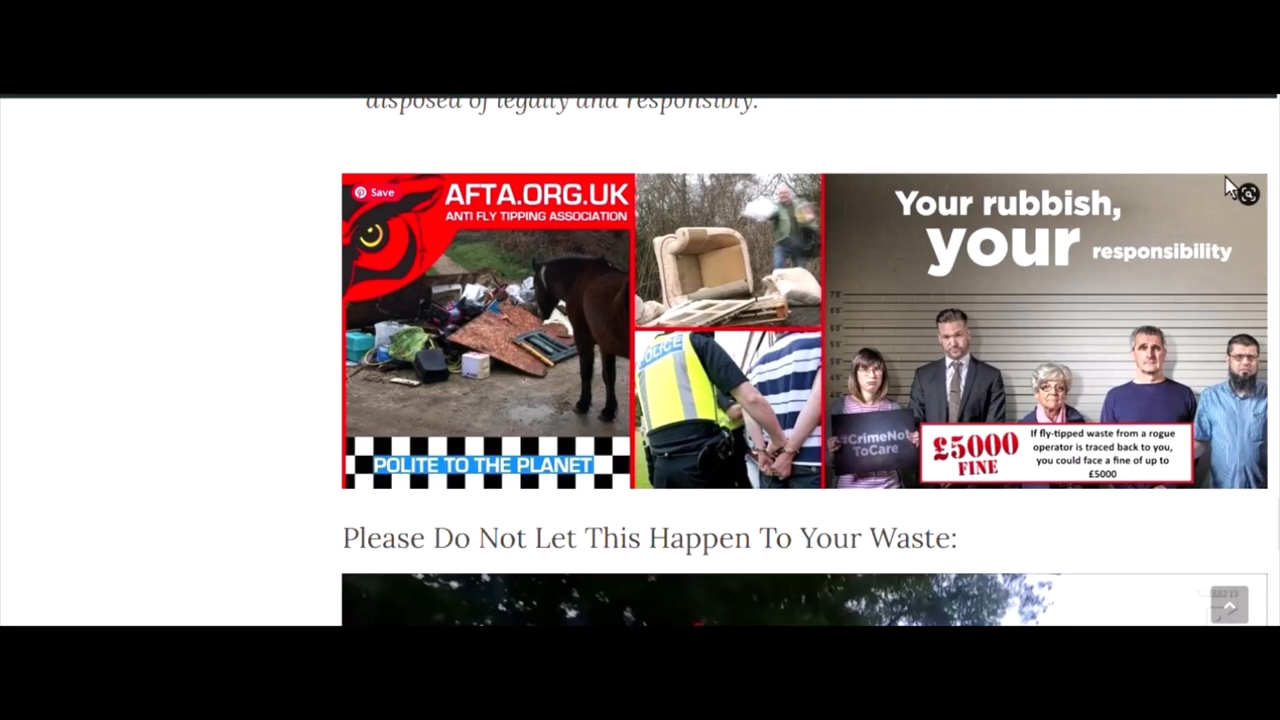 disposed of legally and responsibly.
Save
AFTA.ORG.UK
ANTI FLY TIPPING ASSOCIATION
POLITE TO THE PLANET
POLICE
Your rubbish,
your responsibility
#CrimeNot
ToCare
£5000
FINE
If fly-tipped waste from a rogue
operator is traced back to you,
you could face a fine of up to
£5000
Please Do Not Let This Happen To Your Waste: